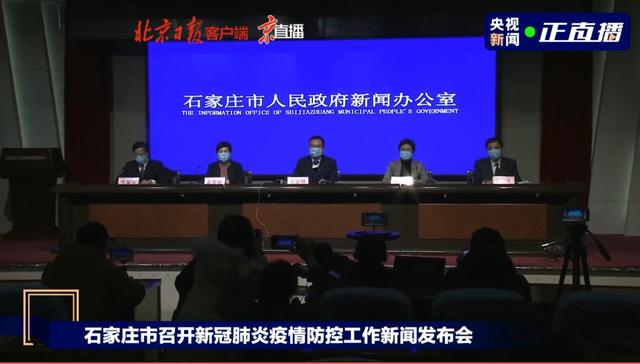 北京日报客户端 京直播
央视新闻 正直播
石家庄市人民政府新闻办公室
THE INFORMATION OFFICE OF SHIJIAZHUANG MUNICIPAL PEOPLE'S GOVERNMENT
石家庄市召开新冠肺炎疫情防控工作新闻发布会